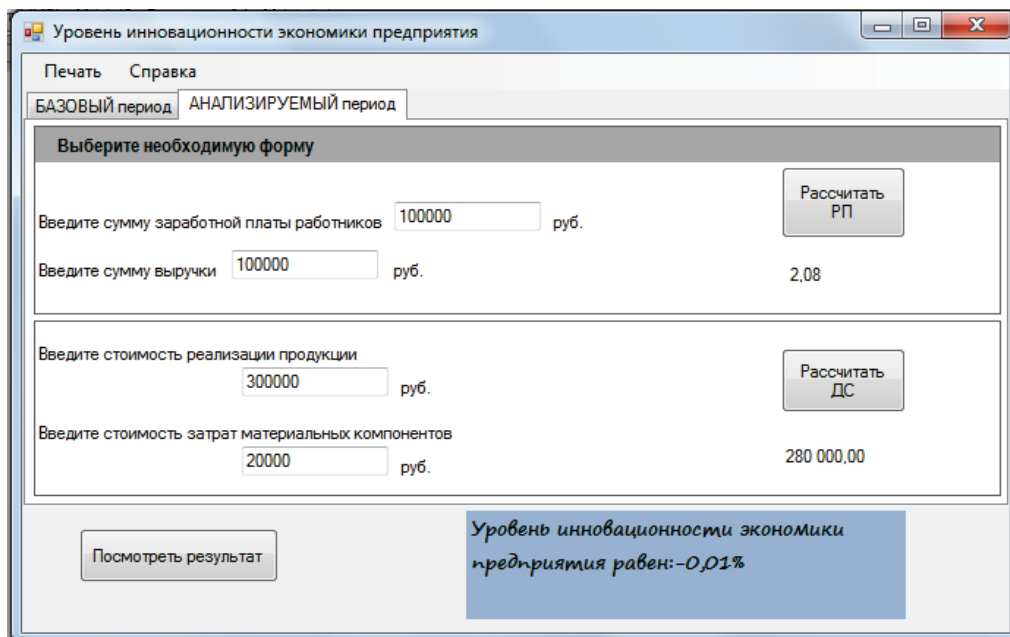 Уровень инновационности экономики предприятия
Печать Справка
БАЗОВЫЙ период АНАЛИЗИРУЕМЫЙ период
Выберите необходимую форму
Введите сумму заработной платы работников 100000 руб.
Рассчитать
РП
Введите сумму выручки 100000 руб.
2,08
Введите стоимость реализации продукции
300000 руб.
Рассчитать
ДС
Введите стоимость затрат материальных компонентов
20000 руб.
280 000,00
Посмотреть результат
Уровень инновационности экономики
предприятия равен:-0,01%